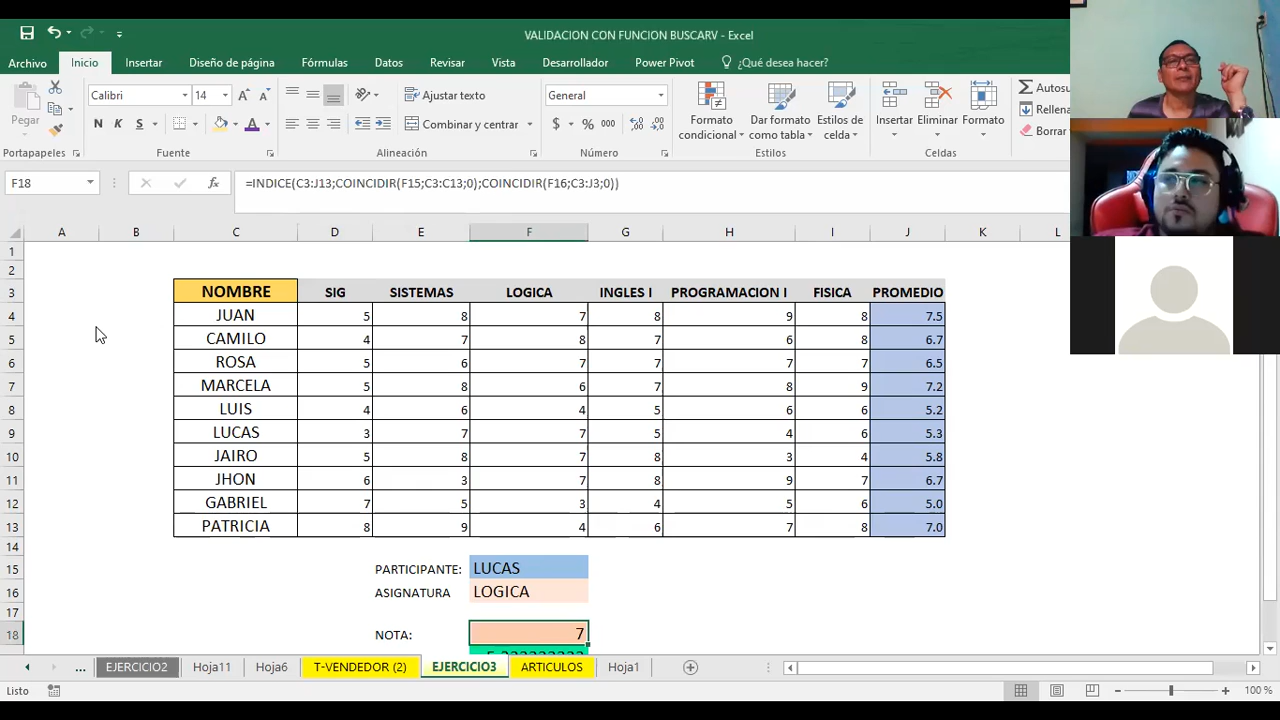 VALIDACION CON FUNCION BUSCARV - Excel
Archivo Inicio Insertar Diseño de página Fórmulas Datos Revisar Vista Desarrollador Power Pivot ¿Qué desea hacer?
Pegar
Calibri 14
Ajustar texto
General
N K S
Combinar y centrar
$ % 000
Formato condicional
Dar formato como tabla
Estilos de celda
Insertar Eliminar Formato
Rellena
Borrar
Portapapeles Fuente Alineación Número Estilos Celdas
F18 fx =INDICE(C3:J13;COINCIDIR(F15;C3:C13;0);COINCIDIR(F16;C3:J3;0))
A B C D E F G H I J K L
1
2
3 NOMBRE SIG SISTEMAS LOGICA INGLES I PROGRAMACION I FISICA PROMEDIO
4 JUAN 5 8 7 8 9 8 7.5
5 CAMILO 4 7 8 7 6 8 6.7
6 ROSA 5 6 7 7 7 7 6.5
7 MARCELA 5 8 6 7 8 9 7.2
8 LUIS 4 6 4 5 6 6 5.2
9 LUCAS 3 7 7 5 4 6 5.3
10 JAIRO 5 8 7 8 3 4 5.8
11 JHON 6 3 7 8 9 7 6.7
12 GABRIEL 7 5 3 4 5 6 5.0
13 PATRICIA 8 9 4 6 7 8 7.0
14
15 PARTICIPANTE: LUCAS
16 ASIGNATURA LOGICA
17
18 NOTA: 7
... EJERCICIO2 Hoja11 Hoja6 T-VENDEDOR (2) EJERCICIO3 ARTICULOS Hoja1
Listo 100 %